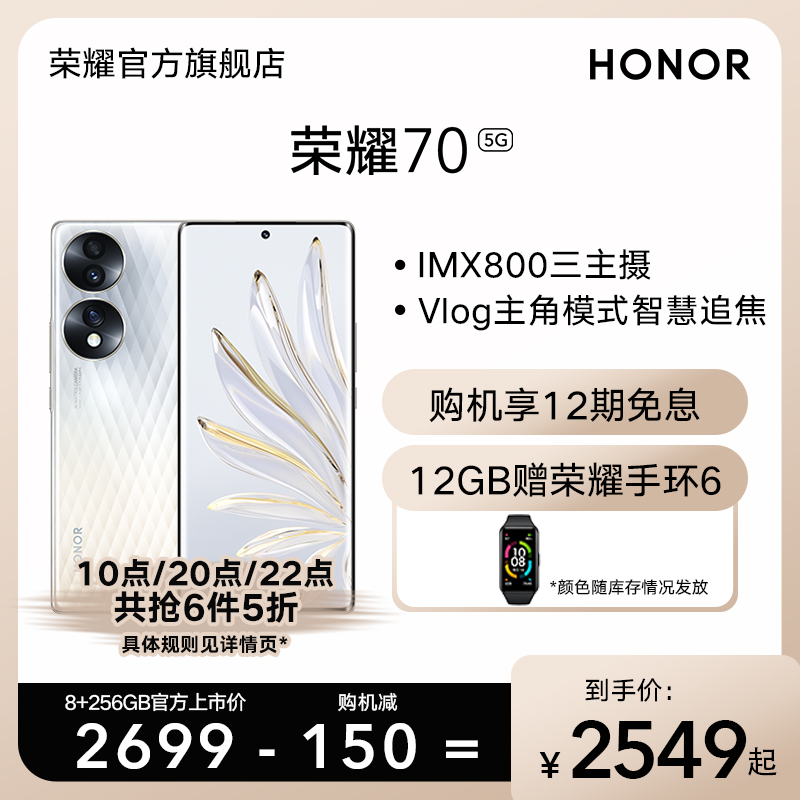 荣耀官方旗舰店
HONOR
荣耀70 5G
• IMX800三主摄
• Vlog主角模式智慧追焦
购机享12期免息
12GB赠荣耀手环6
10:08
*颜色随库存情况发放
HONOR
10点/20点/22点
共抢6件5折
具体规则见详情页*
8+256GB官方上市价
购机减
到手价：
2699 - 150 =
¥2549起